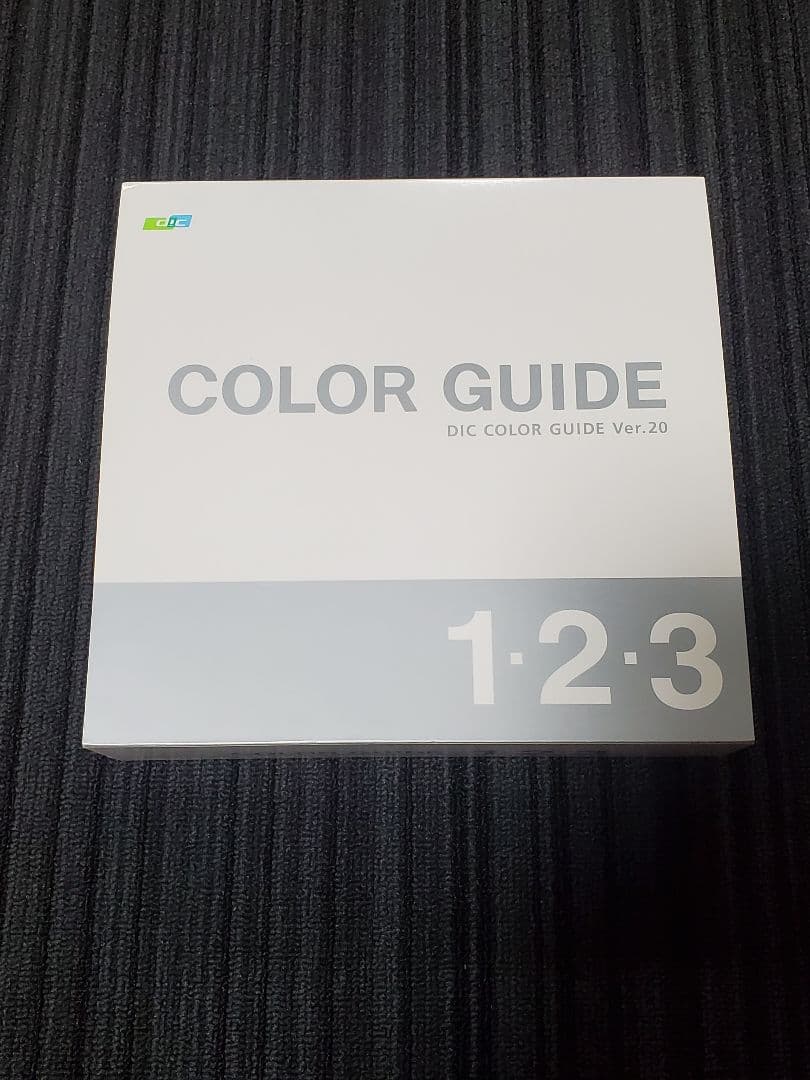 dic
COLOR GUIDE
DIC COLOR GUIDE Ver.20
1·2·3